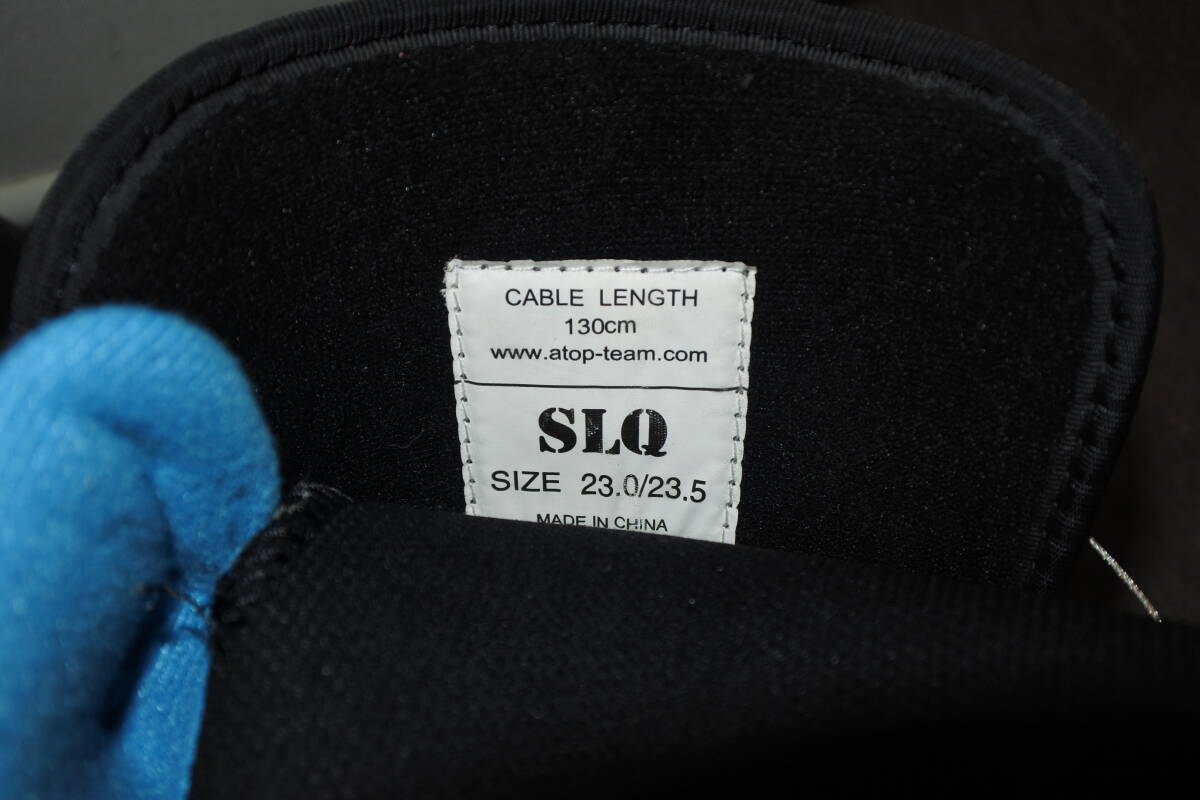 CABLE LENGTH
130cm
www.atop-team.com
SLQ
SIZE 23.0/23.5
MADE IN CHINA